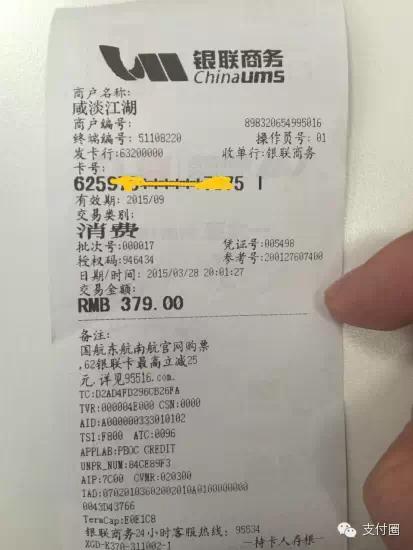 银联商务
Chinaums
商户名称:
咸淡江湖
商户编号: 898320654995016
终端编号: 51108220 操作员号: 01
发卡行:63200000 收单行:银联商务
卡号:
6259 75 I
有效期: 2015/09
交易类别:
消费
批次号:000017 凭证号:005498
授权码:946434 参考号:200127607400
日期/时间: 2015/03/28 20:01:27
交易金额:
RMB 379.00
备注:
国航东航南航官网购票
,62银联卡最高立减25
元,详见95516.com.
TC:D2AD4FD296CB26FA
TVR:000004E000 CSN:0000
AID:A000000333010102
TSI:F800 ATC:0096
APPLAB:PBOC CREDIT
UNPR_NUM:84CE89F3
AIP:7C00 CVMR:020300
IAD:07020103602002010A0100000000
0043D43766
TermCap:E0E1C8
银联商务24小时客服热线: 95534
XGD-K370-311002-1 -持卡人存根-
支付圈